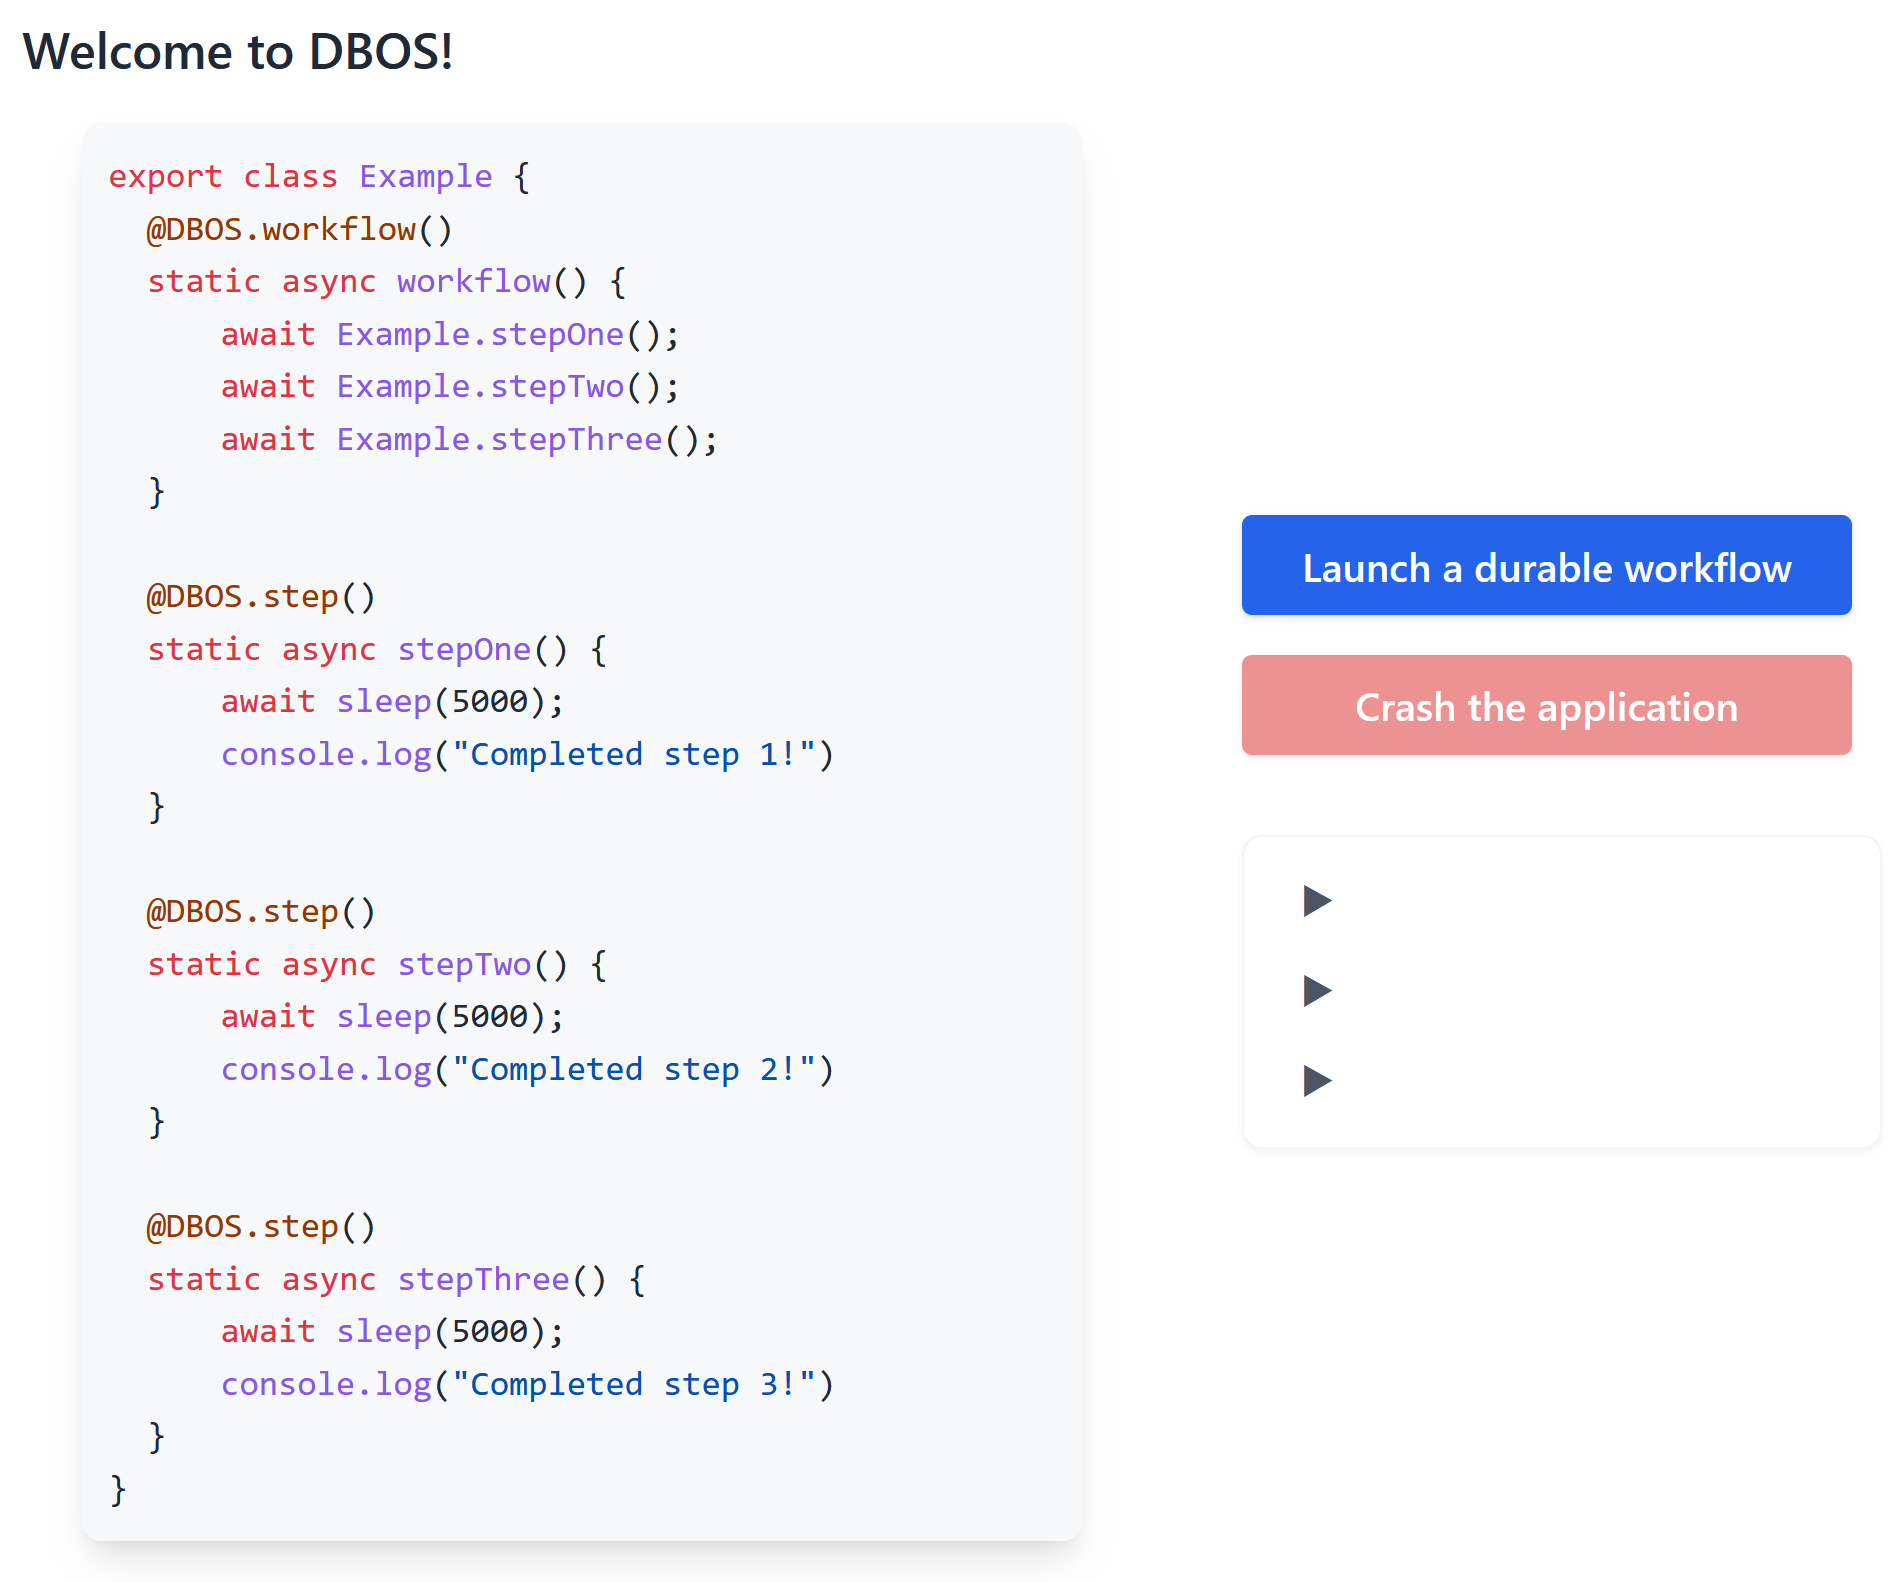 Welcome to DBOS!
export class Example {
  @DBOS.workflow()
  static async workflow() {
      await Example.stepOne();
      await Example.stepTwo();
      await Example.stepThree();
  }
  @DBOS.step()
  static async stepOne() {
      await sleep(5000);
      console.log("Completed step 1!")
  }
  @DBOS.step()
  static async stepTwo() {
      await sleep(5000);
      console.log("Completed step 2!")
  }
  @DBOS.step()
  static async stepThree() {
      await sleep(5000);
      console.log("Completed step 3!")
  }
}
Launch a durable workflow
Crash the application